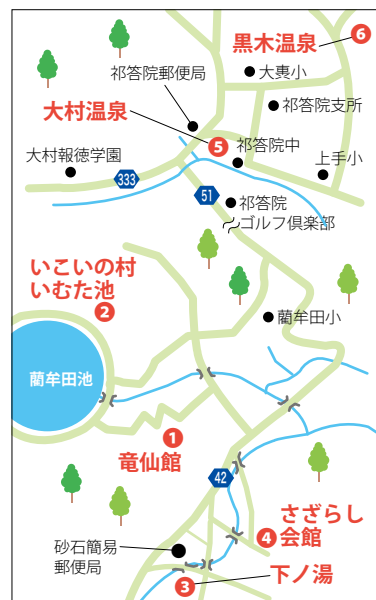 黒木温泉
6
祁答院郵便局
大軣小
大村温泉
祁答院支所
大村報徳学園
5
祁答院中
上手小
333
51
祁答院
ゴルフ倶楽部
いこいの村
いむた池
2
藺牟田小
藺牟田池
1
竜仙館
42
さざらし
会館
4
砂石簡易
郵便局
3
下ノ湯